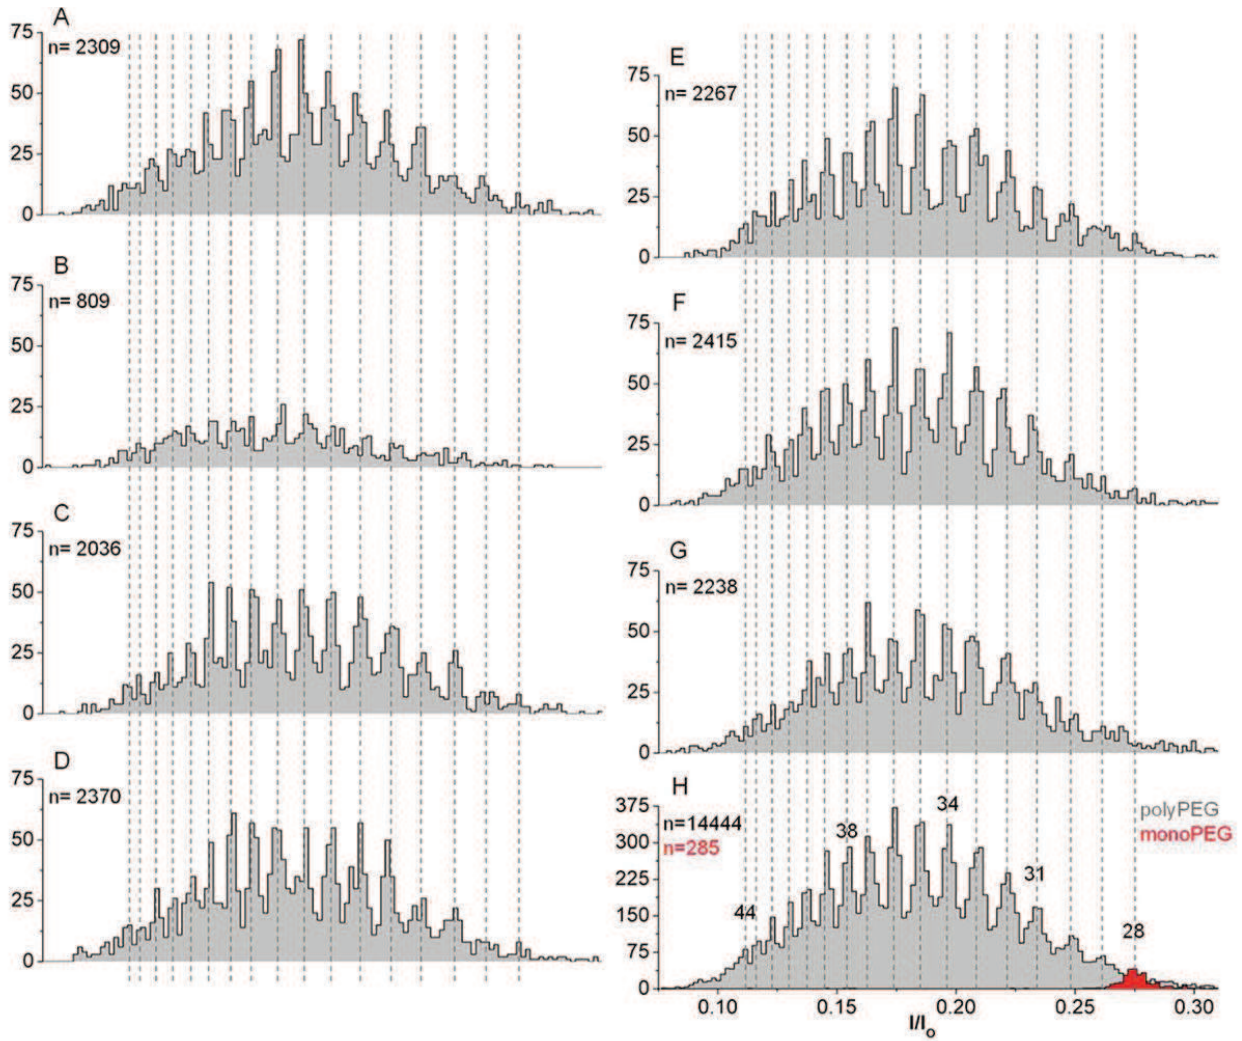 A
75
n= 2309
50
25
0
B
75
n= 809
50
25
0
C
75
n= 2036
50
25
0
D
75
n= 2370
50
25
0
E
75
n= 2267
50
25
0
F
75
n= 2415
50
25
0
G
75
n= 2238
50
25
0
H
375
n=14444
n=285
300
225
150
75
0
44
38
34
31
28
polyPEG
monoPEG
0.10 0.15 0.20 0.25 0.30
I/Io